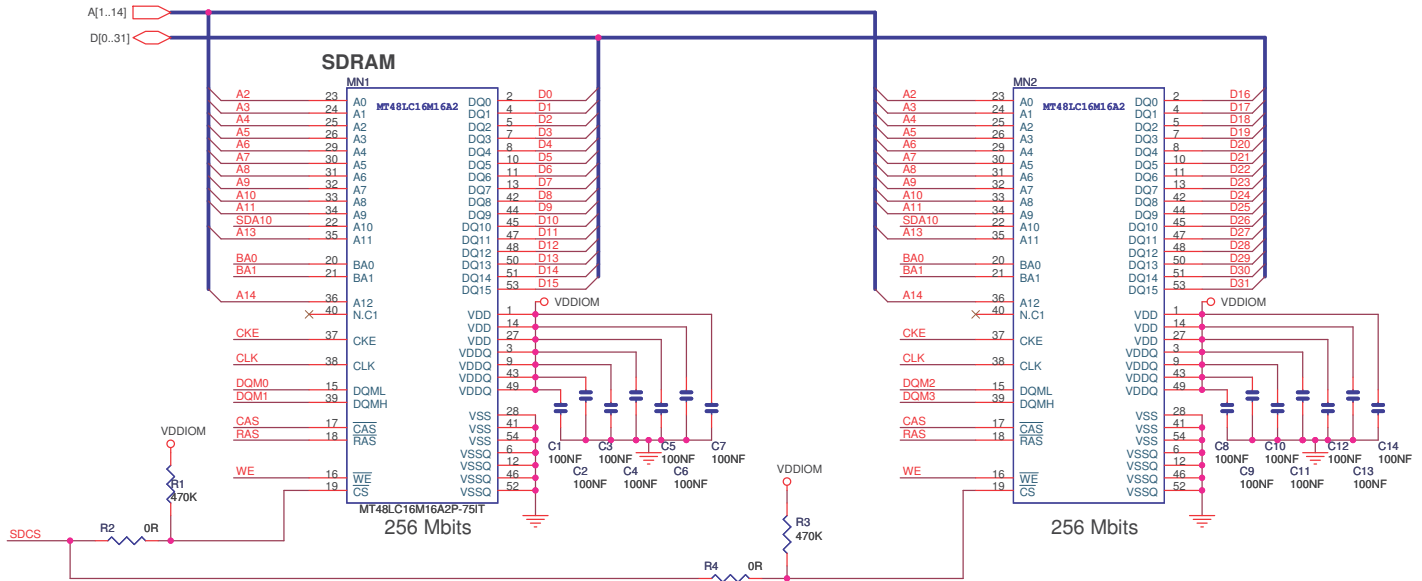 A[1..14]
D[0..31]
SDRAM
MN1
MT48LC16M16A2
A2 23 A0 DQ0 2 D0
A3 24 A1 DQ1 4 D1
A4 25 A2 DQ2 5 D2
A5 26 A3 DQ3 7 D3
A6 29 A4 DQ4 8 D4
A7 30 A5 DQ5 10 D5
A8 31 A6 DQ6 11 D6
A9 32 A7 DQ7 13 D7
A10 33 A8 DQ8 42 D8
A11 34 A9 DQ9 44 D9
SDA10 22 A10 DQ10 45 D10
A13 35 A11 DQ11 47 D11
DQ12 48 D12
BA0 20 BA0 DQ13 50 D13
BA1 21 BA1 DQ14 51 D14
DQ15 53 D15
A14 36 A12 VDDIOM
40 N.C1 VDD 1
VDD 14
CKE 37 CKE VDD 27
VDDQ 3
CLK 38 CLK VDDQ 9
VDDQ 43
DQM0 15 DQML VDDQ 49
DQM1 39 DQMH
VSS 28
CAS 17 CAS VSS 41
RAS 18 RAS VSS 54
VSSQ 6
VSSQ 12
WE 16 WE VSSQ 46
19 CS VSSQ 52
C1 C3 C5 C7
100NF 100NF 100NF 100NF
C2 C4 C6
100NF 100NF 100NF
MT48LC16M16A2P-75IT
256 Mbits
VDDIOM
R1
470K
SDCS
R2 0R
VDDIOM
R3
470K
R4 0R
MN2
MT48LC16M16A2
A2 23 A0 DQ0 2 D16
A3 24 A1 DQ1 4 D17
A4 25 A2 DQ2 5 D18
A5 26 A3 DQ3 7 D19
A6 29 A4 DQ4 8 D20
A7 30 A5 DQ5 10 D21
A8 31 A6 DQ6 11 D22
A9 32 A7 DQ7 13 D23
A10 33 A8 DQ8 42 D24
A11 34 A9 DQ9 44 D25
SDA10 22 A10 DQ10 45 D26
A13 35 A11 DQ11 47 D27
DQ12 48 D28
BA0 20 BA0 DQ13 50 D29
BA1 21 BA1 DQ14 51 D30
DQ15 53 D31
A14 36 A12 VDDIOM
40 N.C1 VDD 1
VDD 14
CKE 37 CKE VDD 27
VDDQ 3
CLK 38 CLK VDDQ 9
VDDQ 43
DQM2 15 DQML VDDQ 49
DQM3 39 DQMH
VSS 28
CAS 17 CAS VSS 41
RAS 18 RAS VSS 54
VSSQ 6
VSSQ 12
WE 16 WE VSSQ 46
19 CS VSSQ 52
C8 C10 C12 C14
100NF 100NF 100NF 100NF
C9 C11 C13
100NF 100NF 100NF
256 Mbits